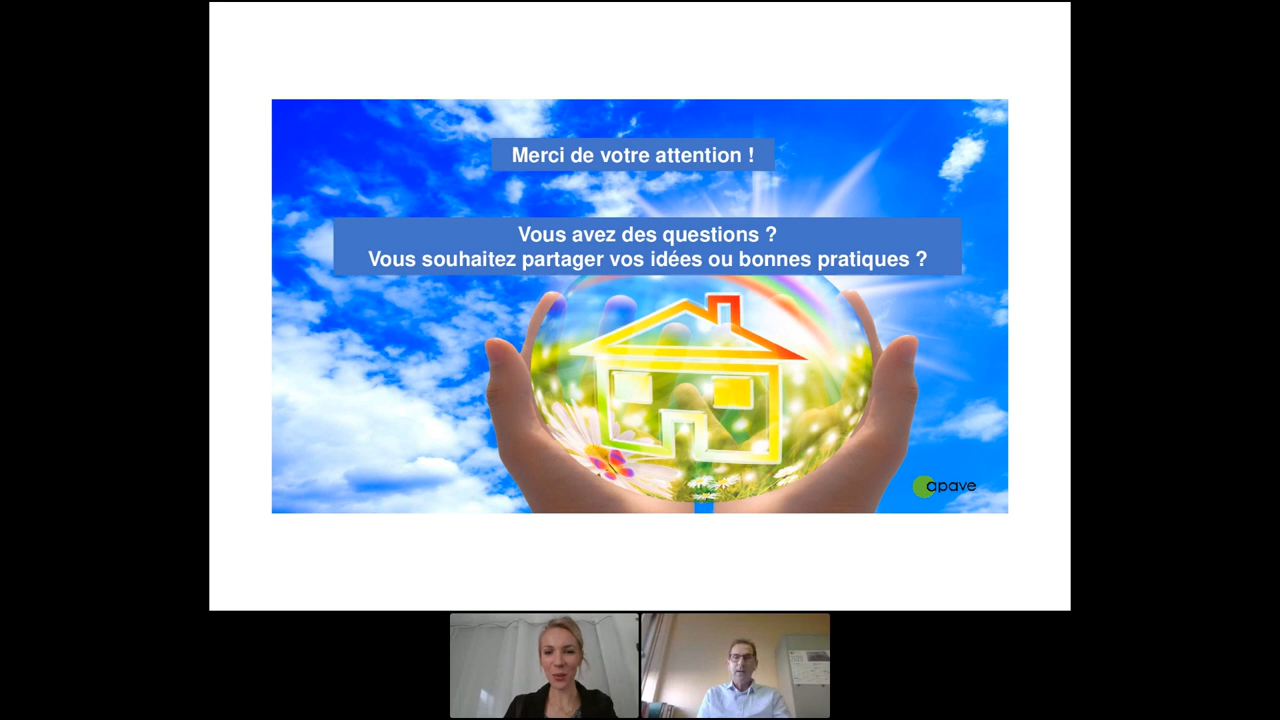 Merci de votre attention !
Vous avez des questions ?
Vous souhaitez partager vos idées ou bonnes pratiques ?
apave